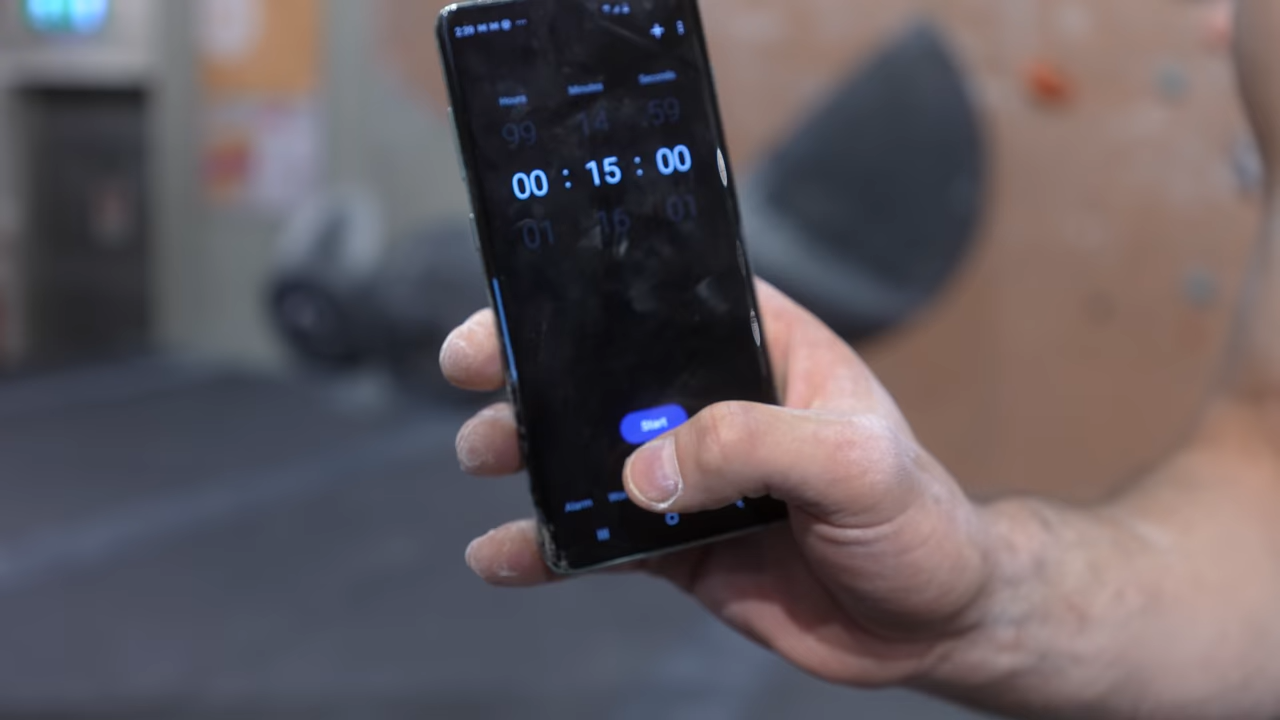 Hours Minutes Seconds
99 14 59
00 : 15 : 00
01 16 01
Start
Alarm